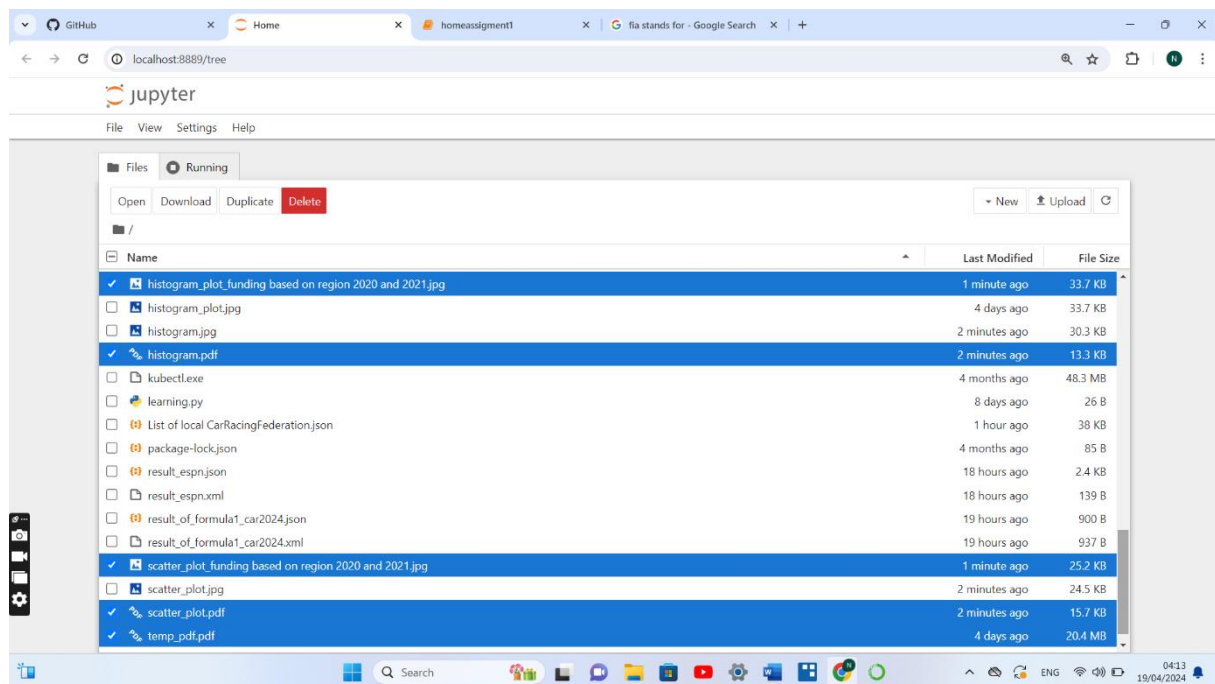 GitHub Home homeassigment1 fia stands for - Google Search
localhost:8889/tree N
jupyter
File View Settings Help
Files Running
Open Download Duplicate Delete New Upload
/
Name Last Modified File Size
histogram_plot_funding based on region 2020 and 2021.jpg 1 minute ago 33.7 KB
histogram_plot.jpg 4 days ago 33.7 KB
histogram.jpg 2 minutes ago 30.3 KB
histogram.pdf 2 minutes ago 13.3 KB
kubectl.exe 4 months ago 48.3 MB
learning.py 8 days ago 26 B
List of local CarRacingFederation.json 1 hour ago 38 KB
package-lock.json 4 months ago 85 B
result_espn.json 18 hours ago 2.4 KB
result_espn.xml 18 hours ago 139 B
result_of_formula1_car2024.json 19 hours ago 900 B
result_of_formula1_car2024.xml 19 hours ago 937 B
scatter_plot_funding based on region 2020 and 2021.jpg 1 minute ago 25.2 KB
scatter_plot.jpg 2 minutes ago 24.5 KB
scatter_plot.pdf 2 minutes ago 15.7 KB
temp_pdf.pdf 4 days ago 20.4 MB
Search ENG 04:13
19/04/2024